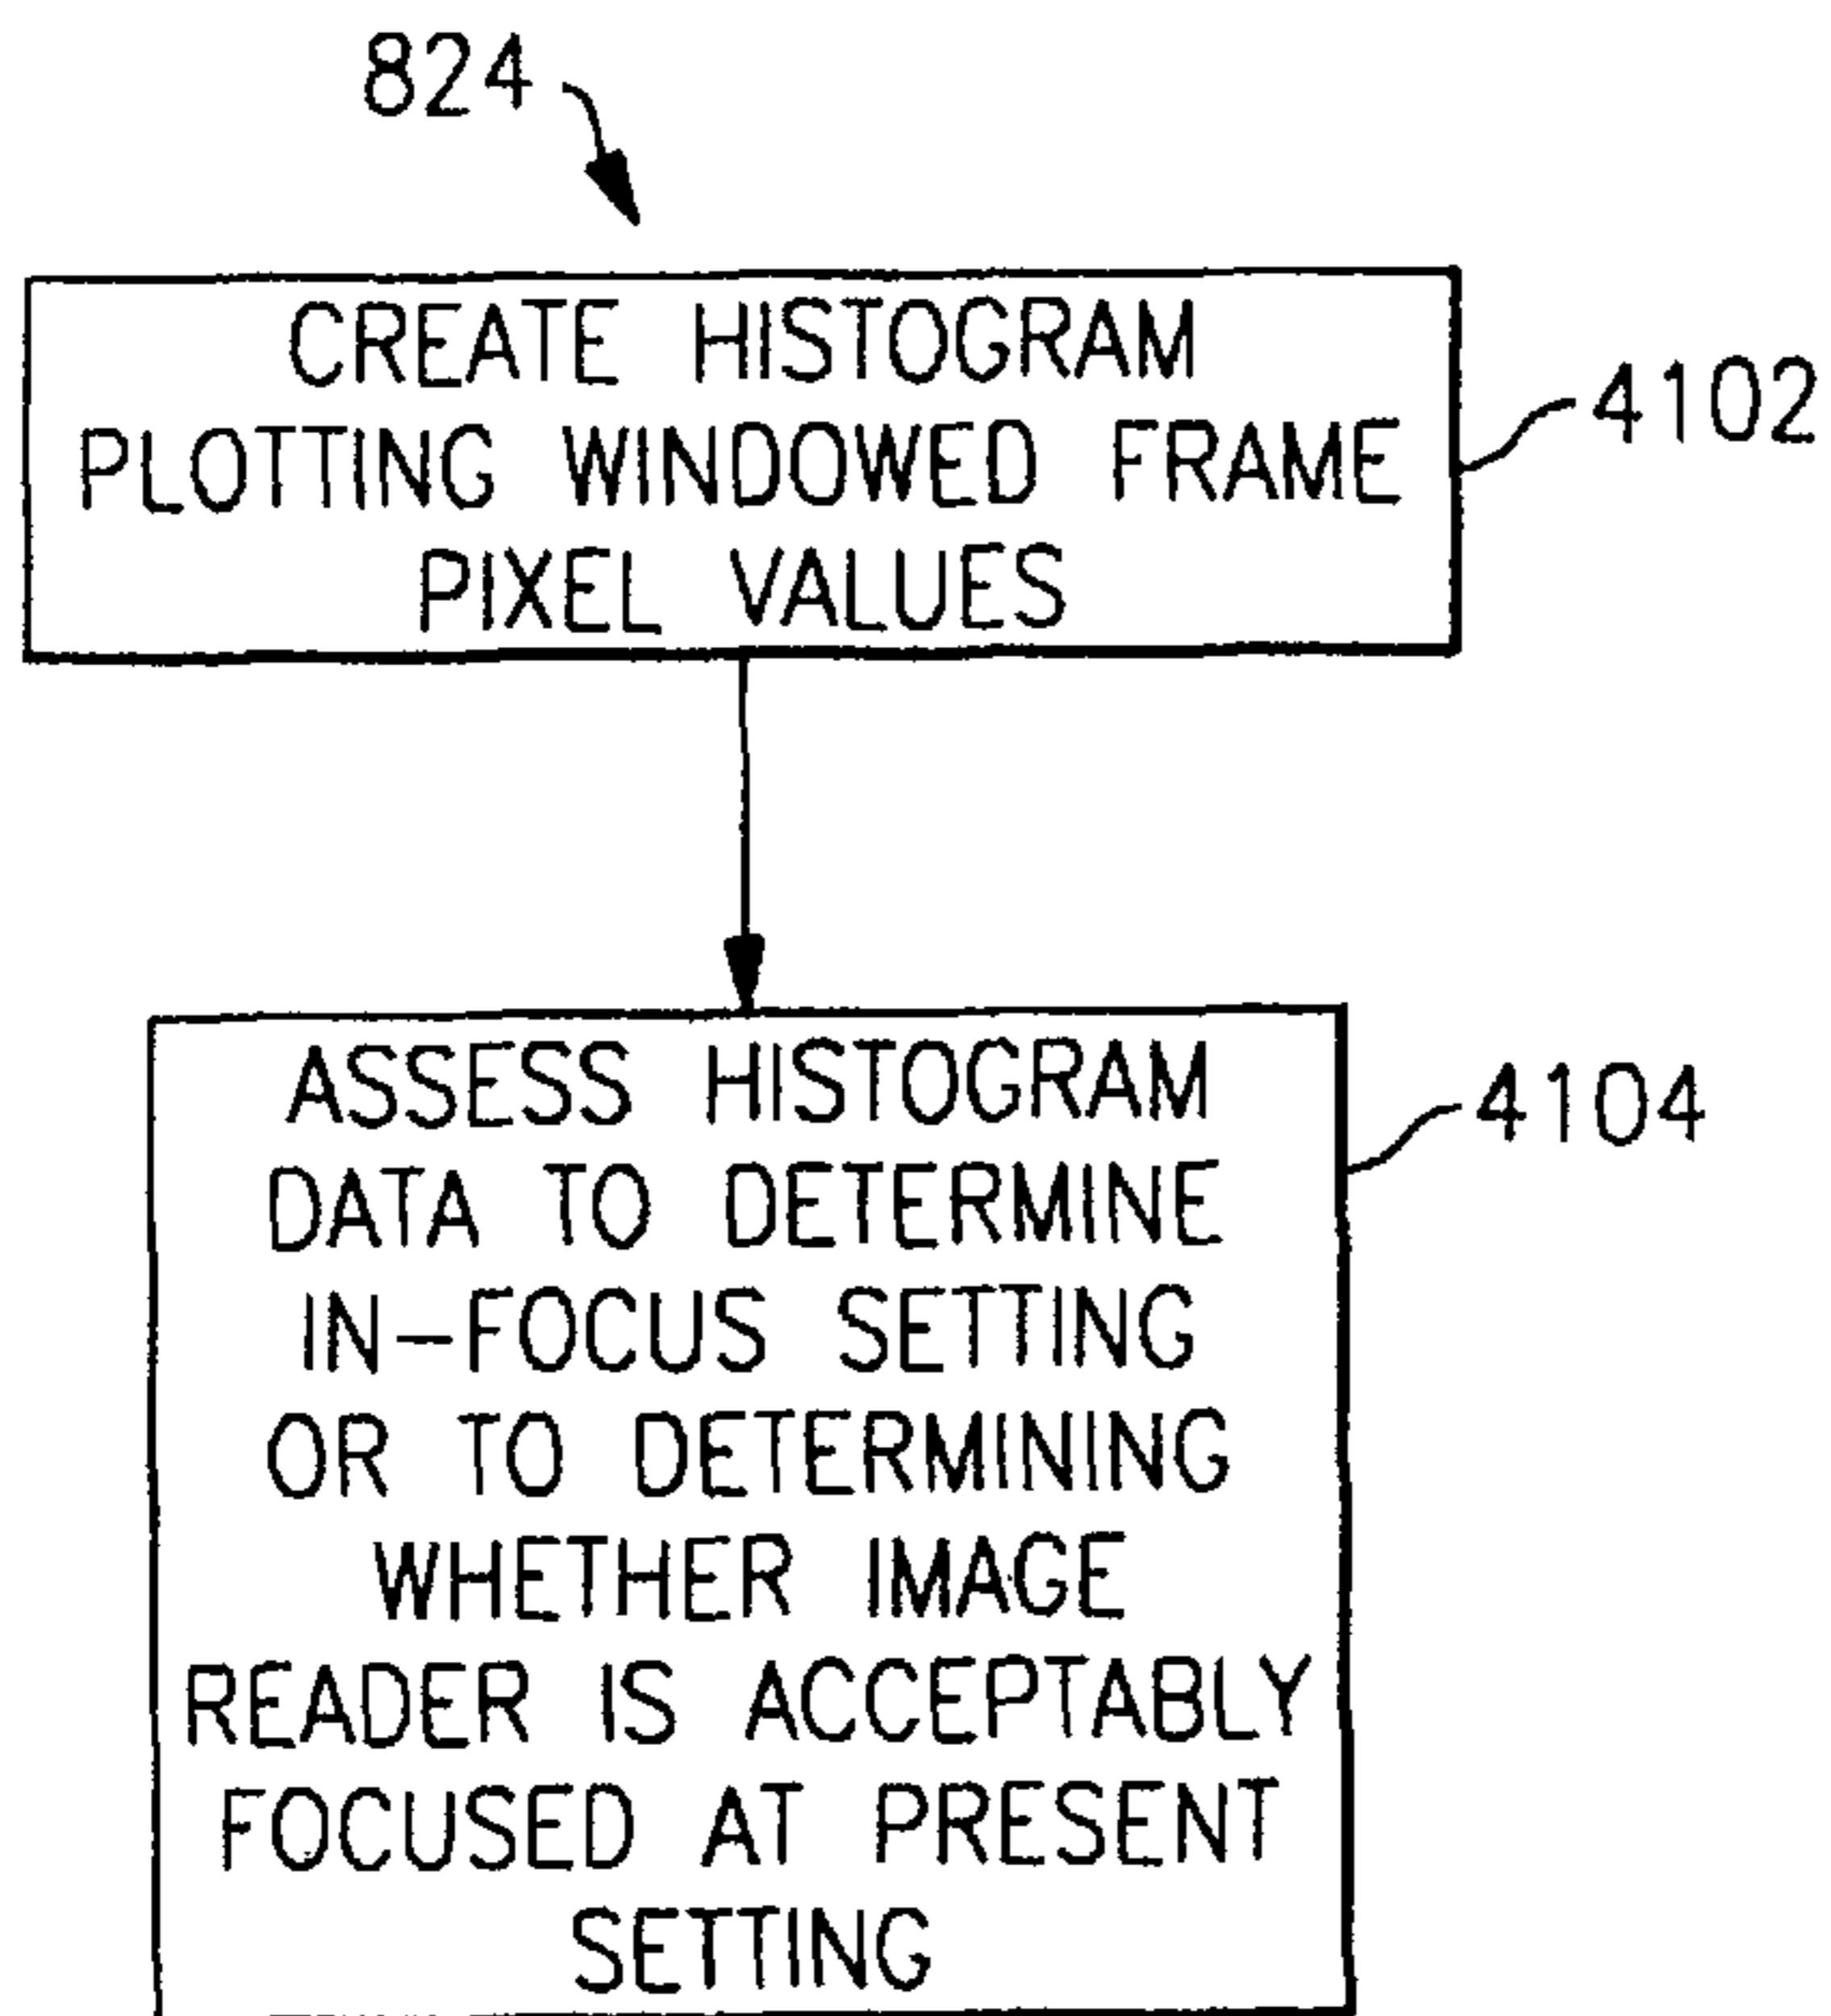 824
CREATE HISTOGRAM
PLOTTING WINDOWED FRAME
PIXEL VALUES
4102
ASSESS HISTOGRAM
DATA TO DETERMINE
IN-FOCUS SETTING
OR TO DETERMINING
WHETHER IMAGE
READER IS ACCEPTABLY
FOCUSED AT PRESENT
SETTING
4104